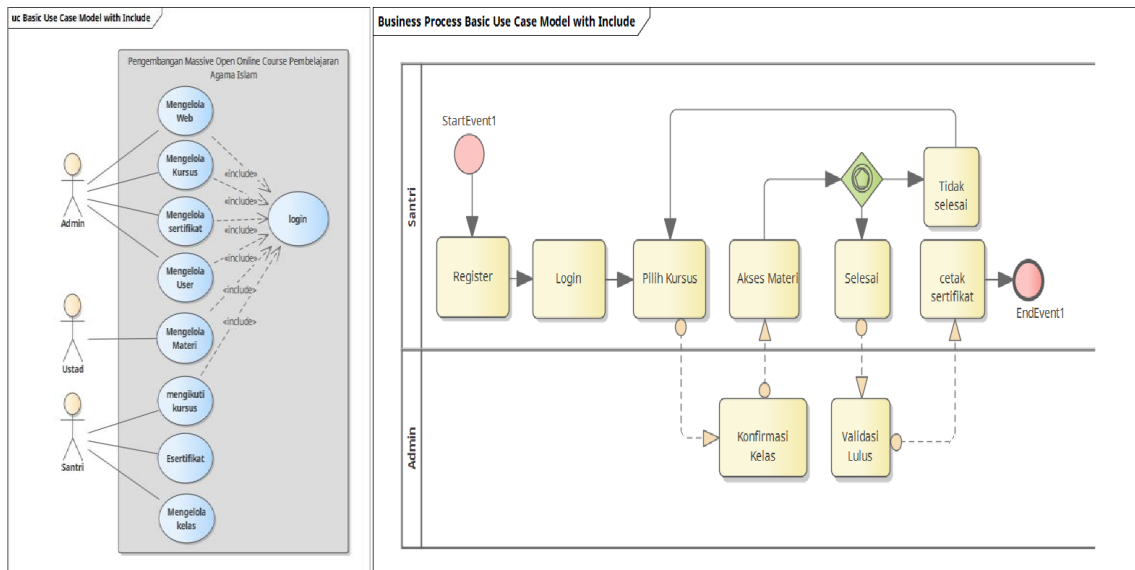 uc Basic Use Case Model with Include
Pengembangan Massive Open Online Course Pembelajaran
Agama Islam
Mengelola
Web
Mengelola
Kursus
Mengelola
sertifikat
Mengelola
User
Mengelola
Materi
mengikuti
kursus
Esertifikat
Mengelola
kelas
login
«include»
«include»
«include»
«include»
«include»
«include»
Admin
Ustad
Santri
Business Process Basic Use Case Model with Include
Santri
StartEvent1
Register
Login
Pilih Kursus
Akses Materi
Selesai
Tidak
selesai
cetak
sertifikat
EndEvent1
Admin
Konfirmasi
Kelas
Validasi
Lulus